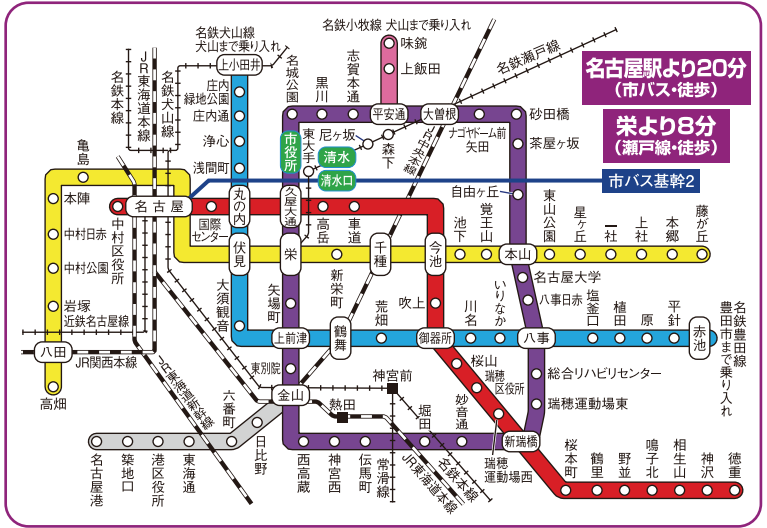 名鉄犬山線
犬山まで乗り入れ
名鉄小牧線 犬山まで乗り入れ
名古屋駅より20分
(市バス・徒歩)
栄より8分
(瀬戸線・徒歩)
市バス基幹2
JR東海道本線
名鉄本線
名鉄犬山線
上小田井
庄内緑地公園
庄内通
浄心
浅間町
丸の内
国際センター
伏見
大須観音
名城公園
黒川
志賀本通
平安通
味鋺
上飯田
大曽根
名鉄瀬戸線
ナゴヤドーム前矢田
砂田橋
茶屋ヶ坂
自由ヶ丘
市役所
東大手
尼ヶ坂
清水
森下
清水口
JR中央本線
久屋大通
高岳
車道
亀島
本陣
中村日赤
中村公園
岩塚
近鉄名古屋線
八田
JR関西本線
高畑
名古屋
中村区役所
栄
新栄町
千種
今池
池下
覚王山
本山
東山公園
星ヶ丘
一社
上社
本郷
藤が丘
名古屋大学
八事日赤
いりなか
矢場町
上前津
鶴舞
荒畑
吹上
御器所
川名
八事
塩釜口
植田
原
平針
赤池
名鉄豊田線
豊田市まで乗り入れ
東別院
金山
神宮前
熱田
JR東海道新幹線
六番町
日比野
名古屋港
築地口
港区役所
東海通
西高蔵
神宮西
伝馬町
常滑線
堀田
妙音通
名鉄本線
JR東海道本線
新瑞橋
瑞穂運動場西
瑞穂運動場東
総合リハビリセンター
桜山
瑞穂区役所
桜本町
鶴里
野並
鳴子北
相生山
神沢
徳重